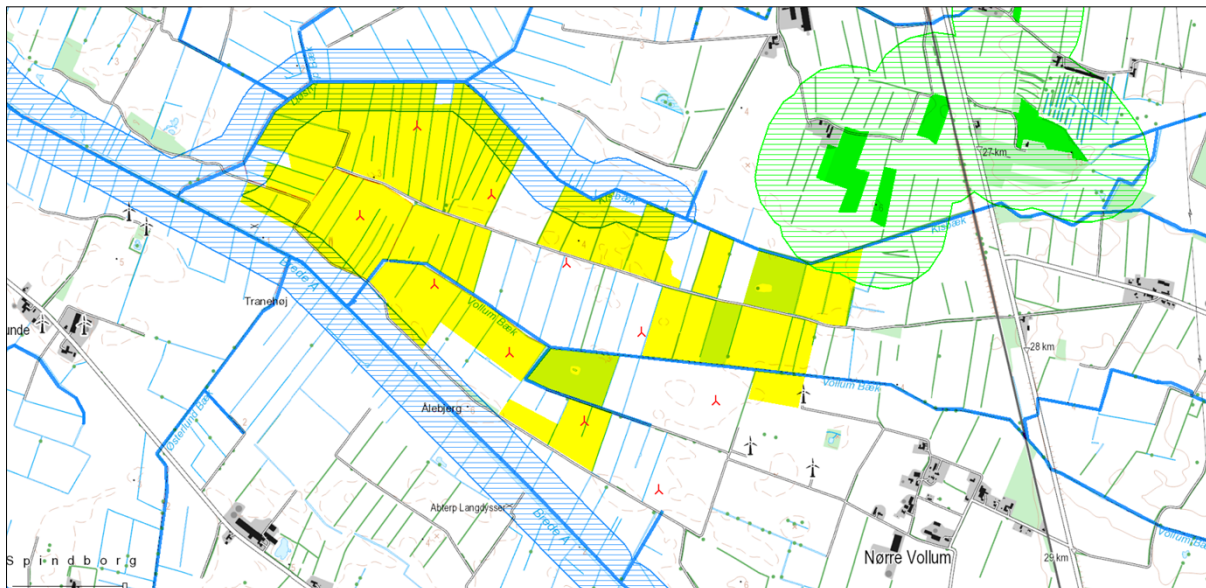 Kisbæk
27 km
Kisbæk
Brede Å
Tranehøj
Vollum Bæk
unde
28 km
Vollum Bæk
Østerlund Bæk
Ålebjerg
Abterp Langdysser
Brede Å
Spindborg
Nørre Vollum
29 km
Vollum Bæk